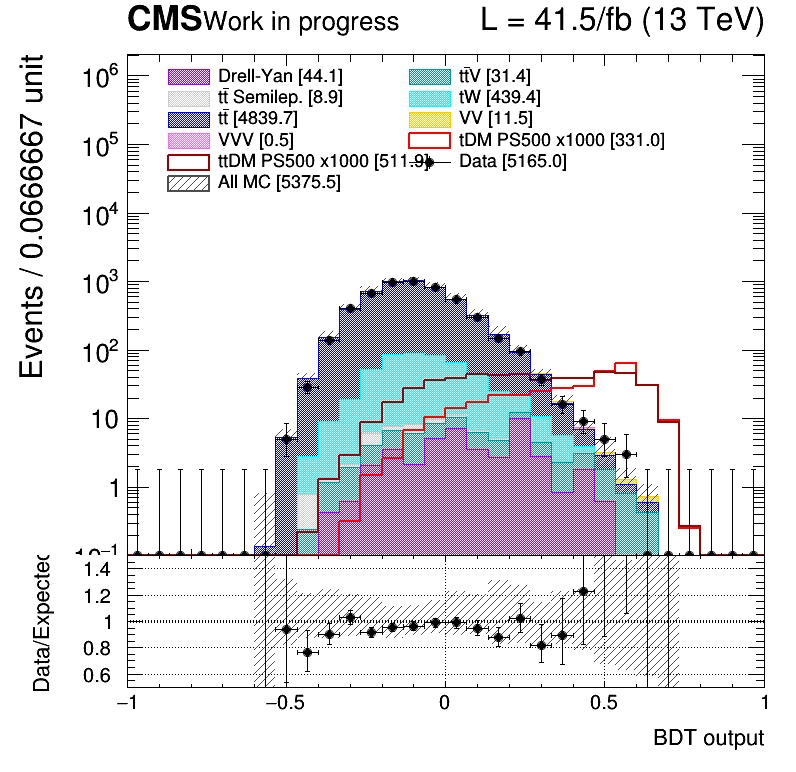 CMS Work in progress L = 41.5/fb (13 TeV)
Events / 0.0666667 unit
Drell-Yan [44.1] tt̄V [31.4]
tt̄ Semilep. [8.9] tW [439.4]
tt̄ [4839.7] VV [11.5]
VVV [0.5] tDM PS500 x1000 [331.0]
ttDM PS500 x1000 [511.9] Data [5165.0]
All MC [5375.5]
10⁶
10⁵
10⁴
10³
10²
10
1
10⁻¹
Data/Expected
1.4
1.2
1
0.8
0.6
−1 −0.5 0 0.5 1
BDT output